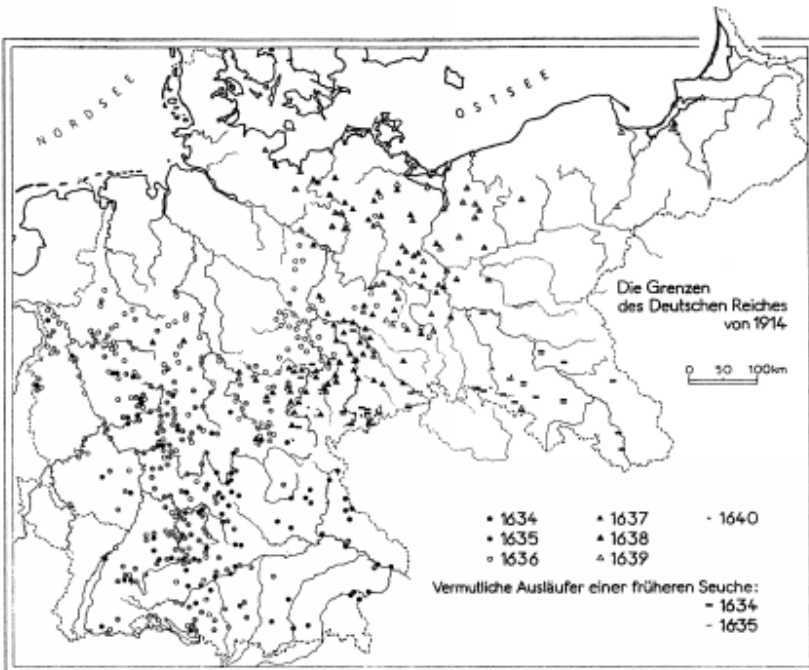 NORDSEE
OSTSEE
Die Grenzen
des Deutschen Reiches
von 1914
0 50 100km
1634
1635
1636
1637
1638
1639
1640
Vermutliche Ausläufer einer früheren Seuche:
1634
1635